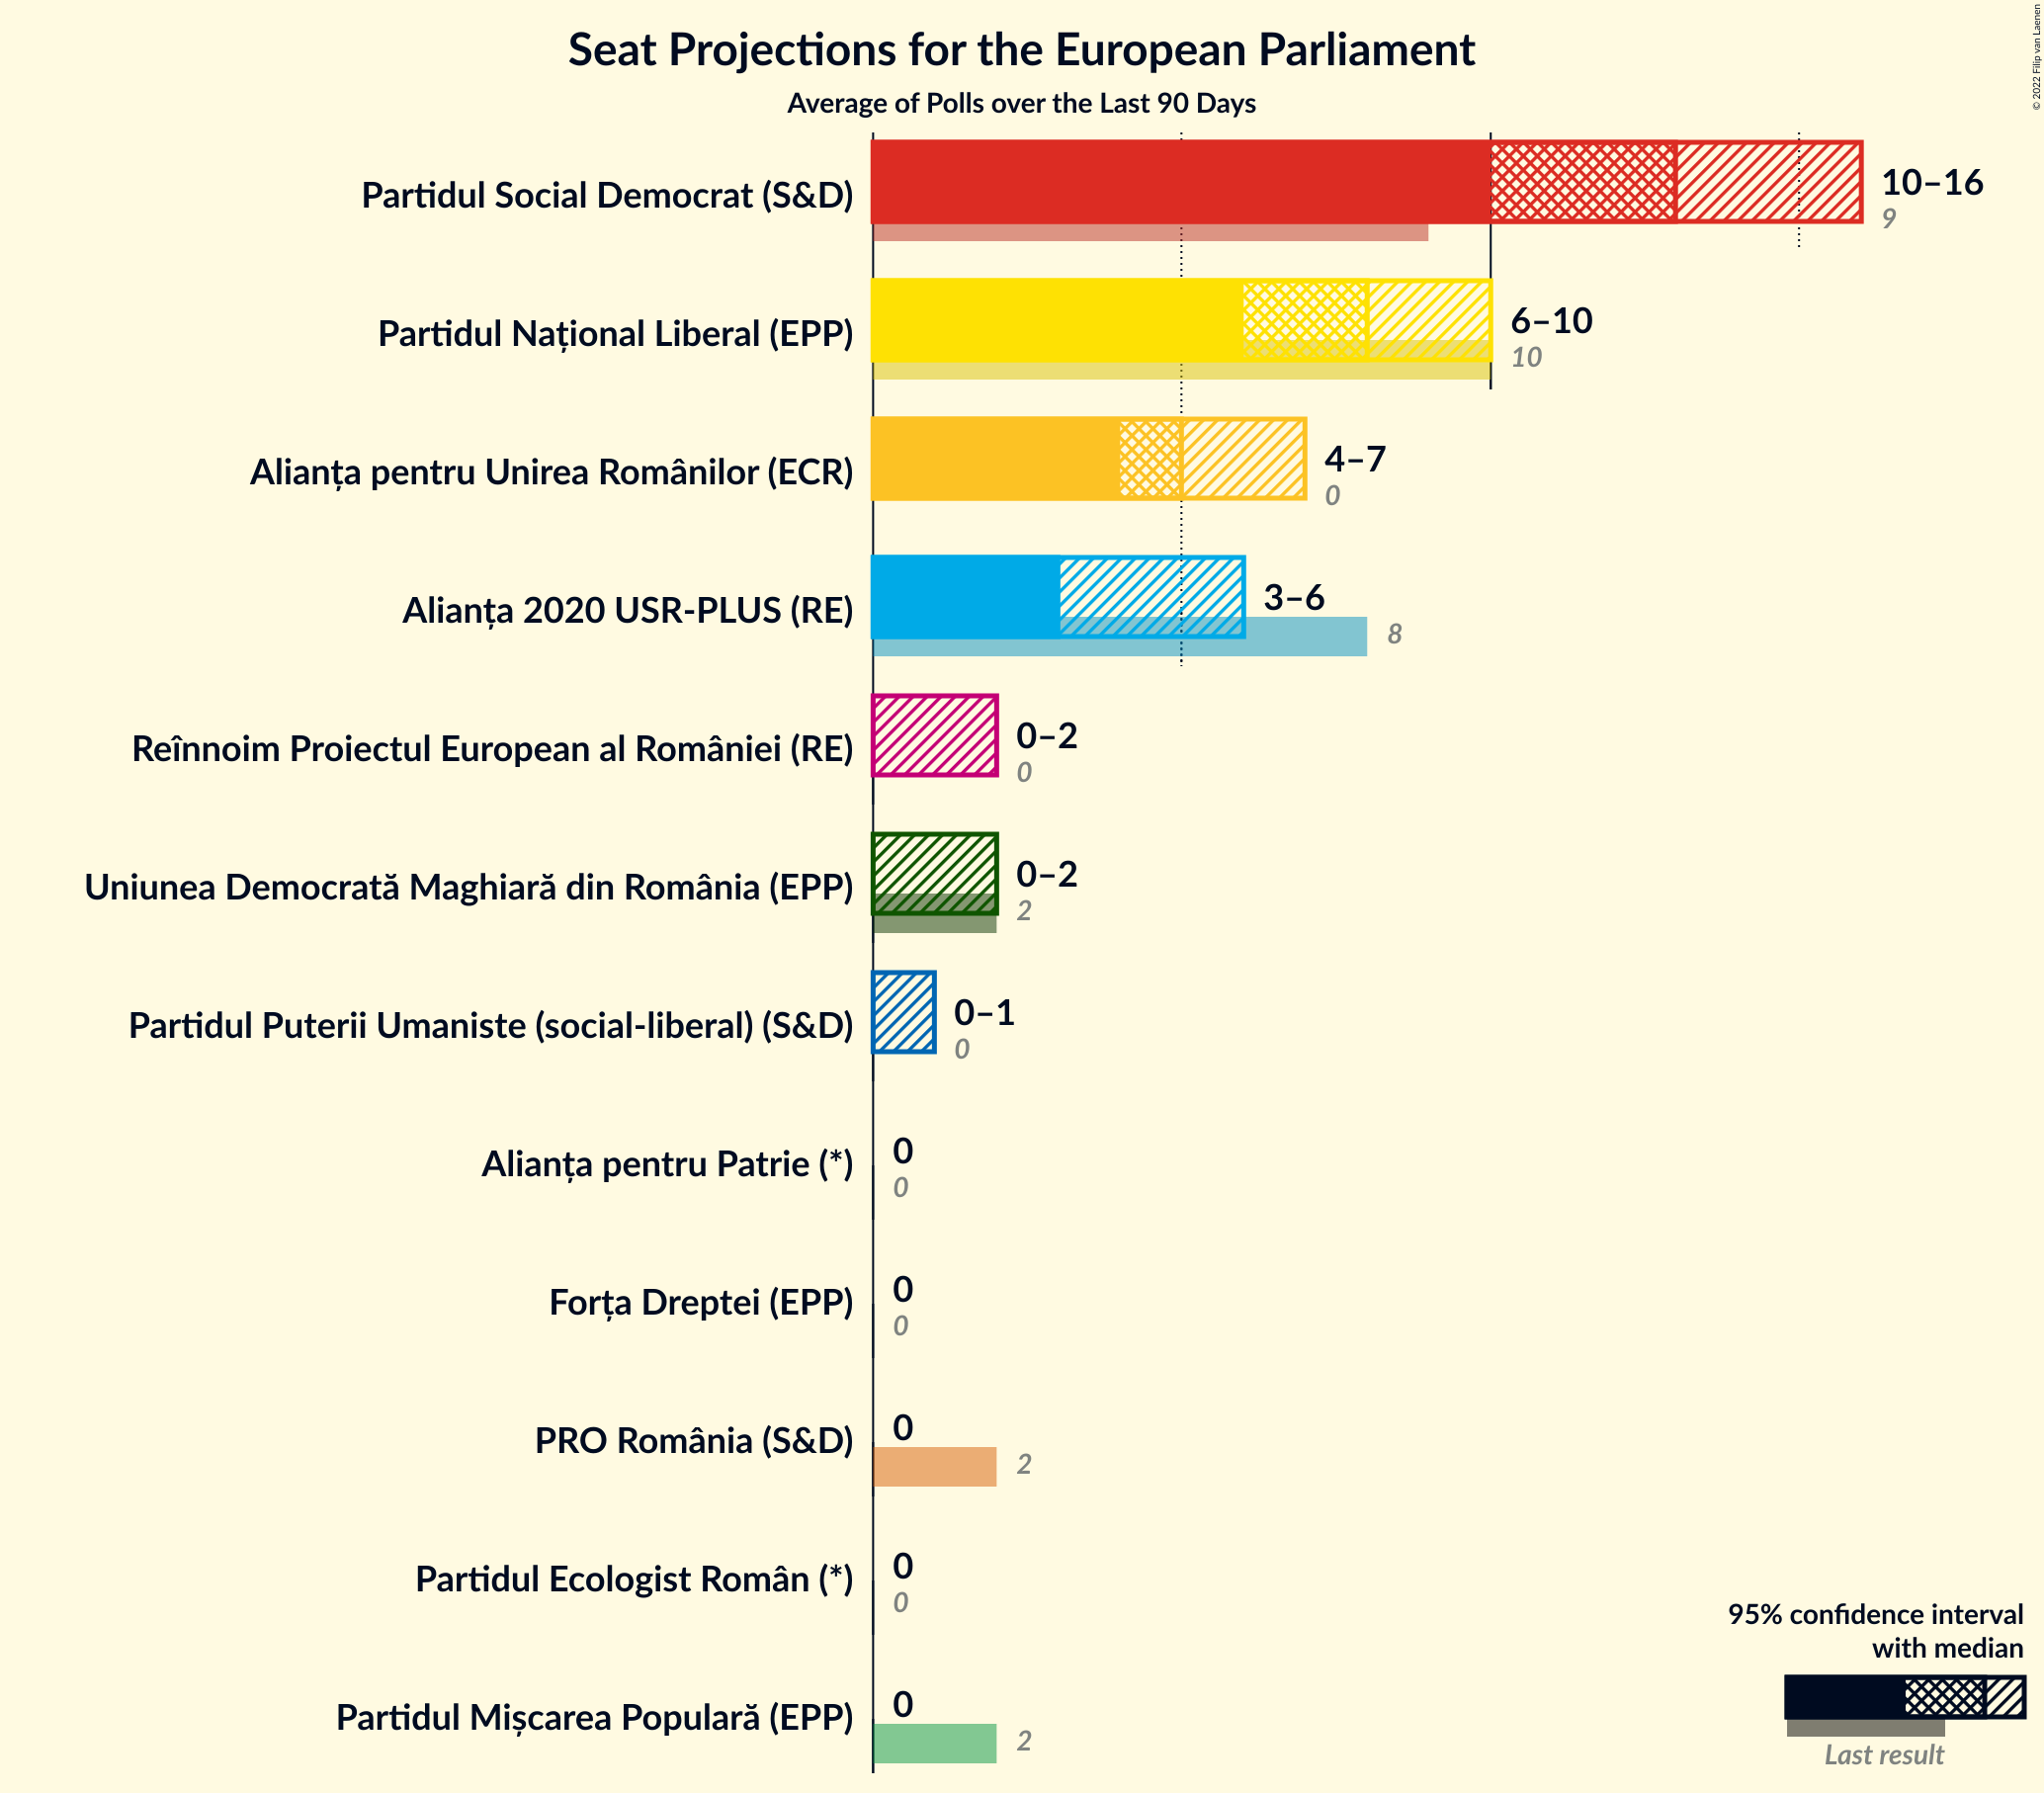 Seat Projections for the European Parliament
Average of Polls over the Last 90 Days
© 2022 Filip van Laenen
Partidul Social Democrat (S&D)
10–16
9
Partidul Național Liberal (EPP)
6–10
10
Alianța pentru Unirea Românilor (ECR)
4–7
0
Alianța 2020 USR-PLUS (RE)
3–6
8
Reînnoim Proiectul European al României (RE)
0–2
0
Uniunea Democrată Maghiară din România (EPP)
0–2
2
Partidul Puterii Umaniste (social-liberal) (S&D)
0–1
0
Alianța pentru Patrie (*)
0
0
Forța Dreptei (EPP)
0
0
PRO România (S&D)
0
2
Partidul Ecologist Român (*)
0
0
Partidul Mișcarea Populară (EPP)
0
2
95% confidence interval
with median
Last result